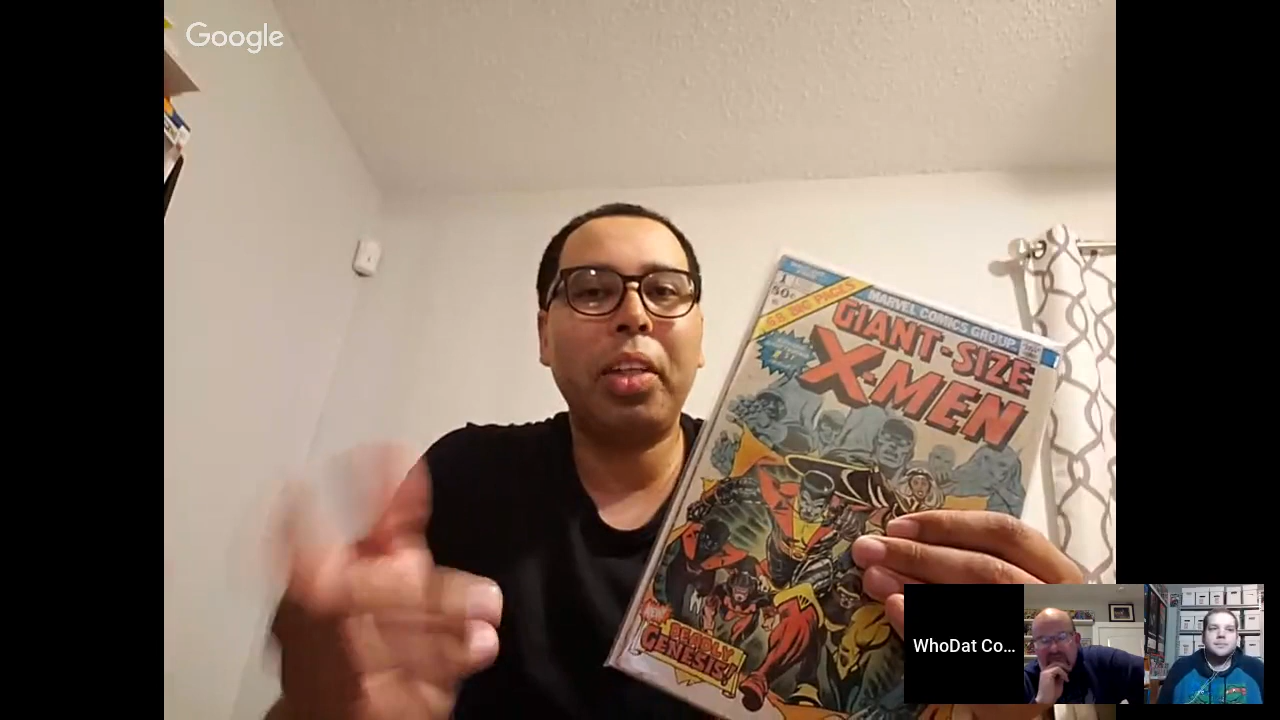 Google
MARVEL COMICS GROUP
68 BIG PAGES
1
50¢
GIANT-SIZE
X-MEN
DEADLY
GENESIS!
WhoDat Co...